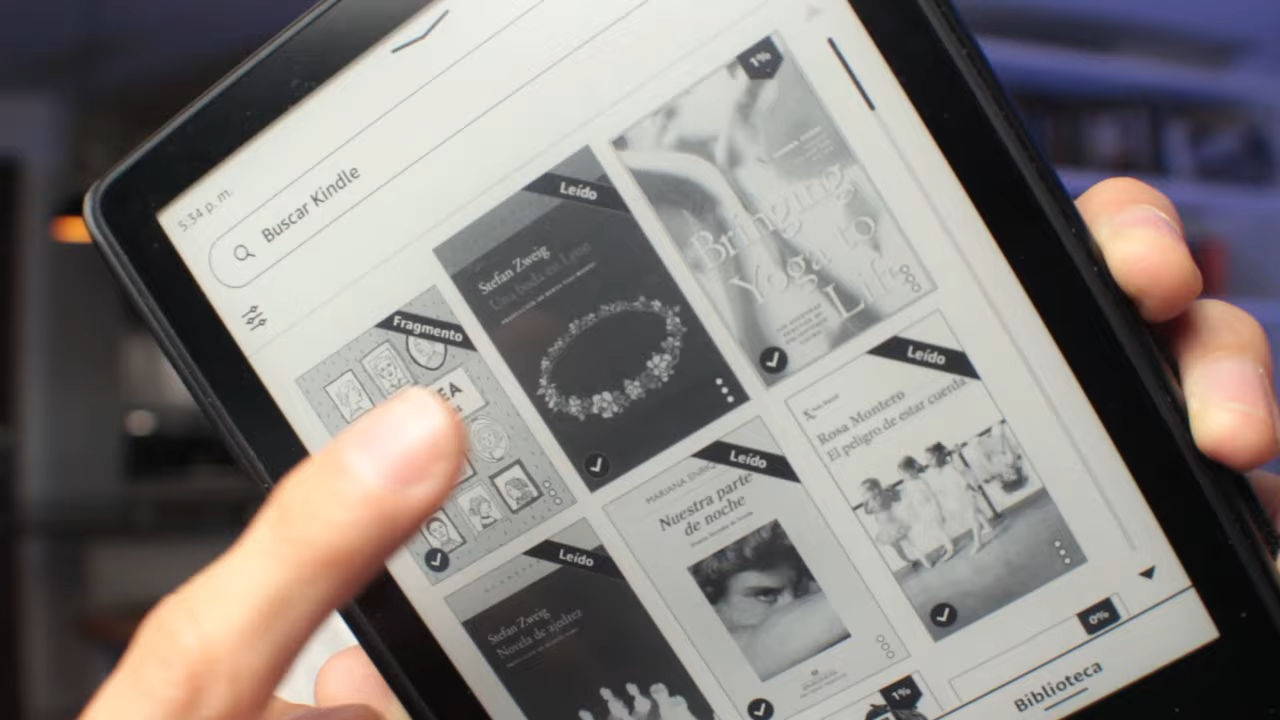 5:34 p. m.
Buscar Kindle
Fragmento
EA
Leído
Stefan Zweig
Una boda en Lyon
1%
Bringing
Yoga to
Life
Leído
Stefan Zweig
Novela de ajedrez
Leído
MARIANA ENRIQ
Nuestra parte
de noche
Leído
Rosa Montero
El peligro de estar cuerda
1%
0%
Biblioteca